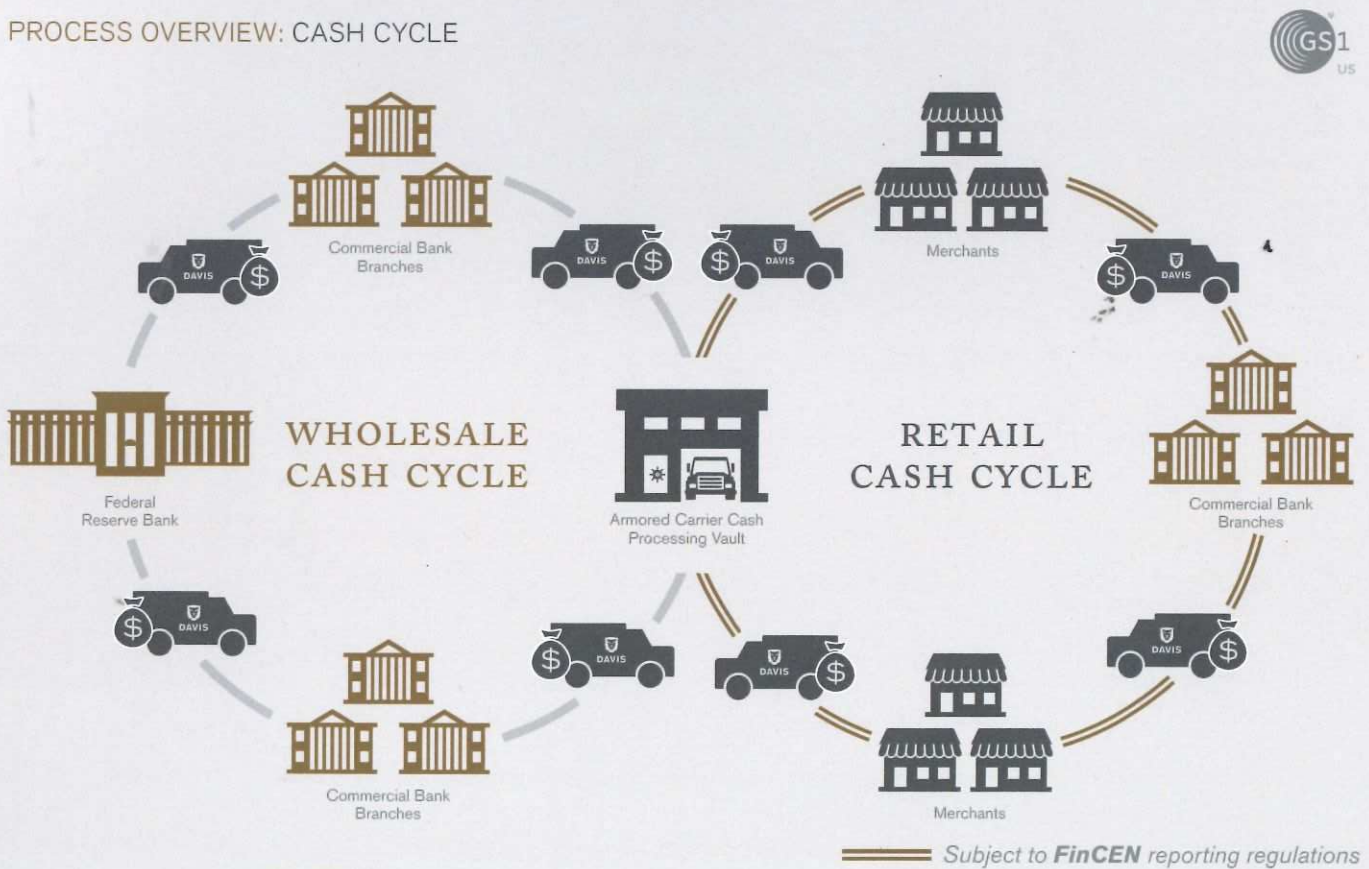 PROCESS OVERVIEW: CASH CYCLE
GS1
US
Commercial Bank
Branches
Merchants
DAVIS
$
DAVIS
$
DAVIS
$
DAVIS
$
WHOLESALE
CASH CYCLE
RETAIL
CASH CYCLE
Federal
Reserve Bank
Armored Carrier Cash
Processing Vault
Commercial Bank
Branches
DAVIS
$
DAVIS
$
DAVIS
$
DAVIS
$
Commercial Bank
Branches
Merchants
Subject to FinCEN reporting regulations